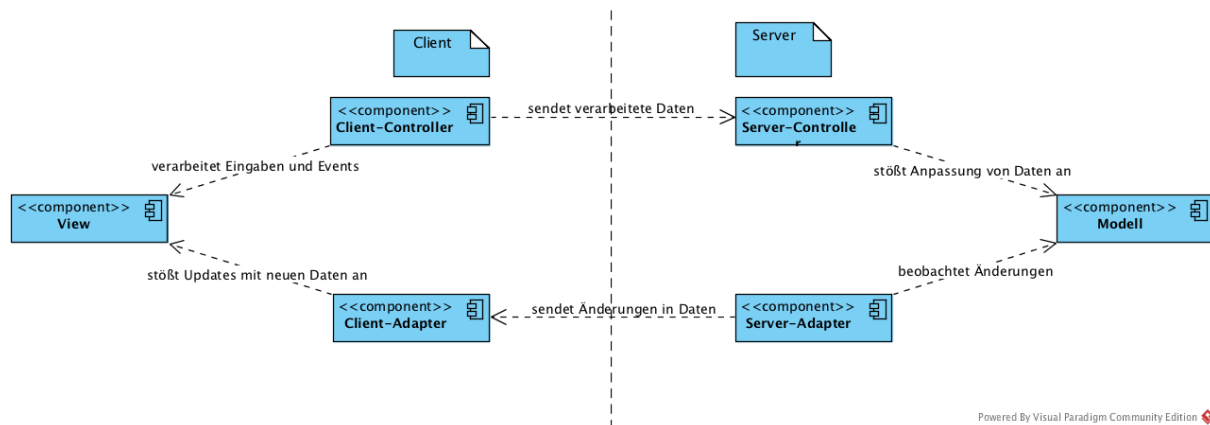 Client
Server
<<component>>
Client-Controller
sendet verarbeitete Daten
<<component>>
Server-Controlle
r
verarbeitet Eingaben und Events
stößt Anpassung von Daten an
<<component>>
View
<<component>>
Modell
stößt Updates mit neuen Daten an
beobachtet Änderungen
<<component>>
Client-Adapter
sendet Änderungen in Daten
<<component>>
Server-Adapter
Powered By Visual Paradigm Community Edition